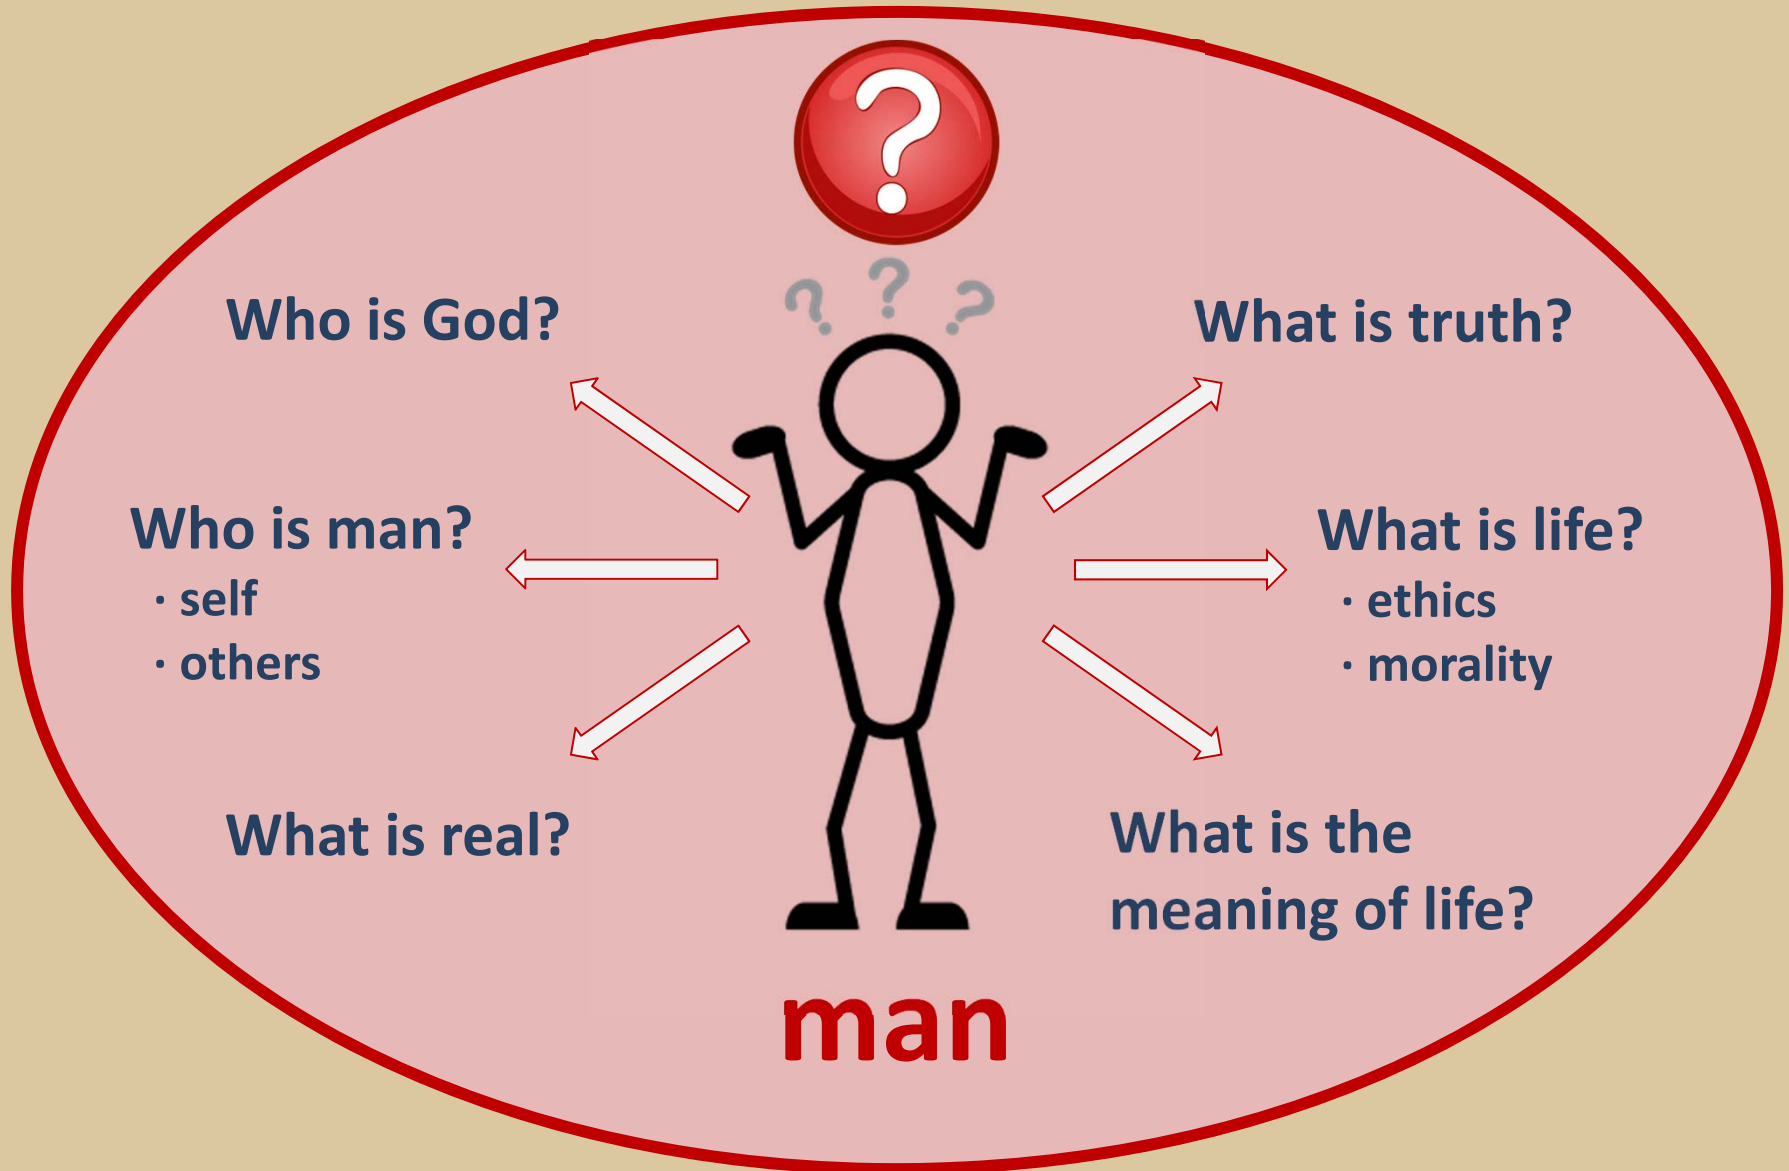 ?
? ? ?
Who is God?
Who is man?
· self
· others
What is real?
What is truth?
What is life?
· ethics
· morality
What is the
meaning of life?
man